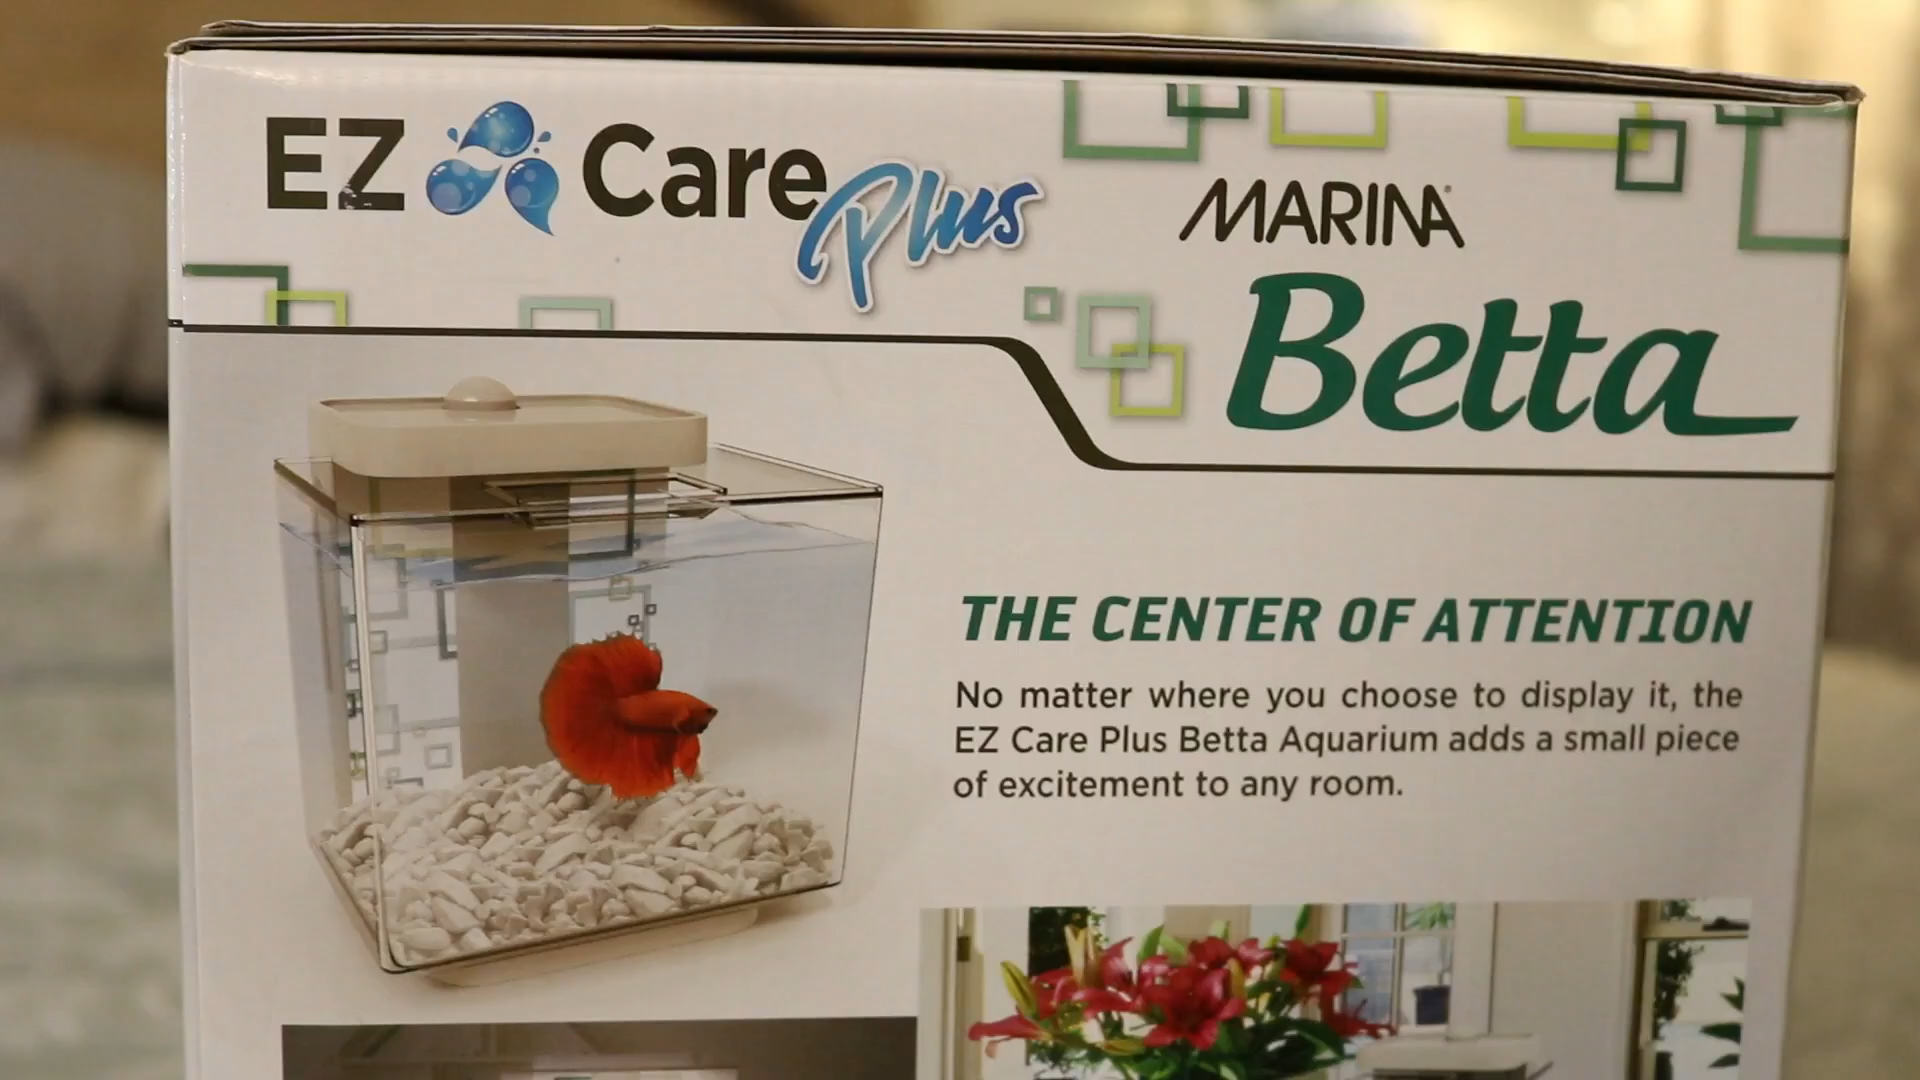 EZ Care Plus
MARINA
Betta
THE CENTER OF ATTENTION
No matter where you choose to display it, the
EZ Care Plus Betta Aquarium adds a small piece
of excitement to any room.